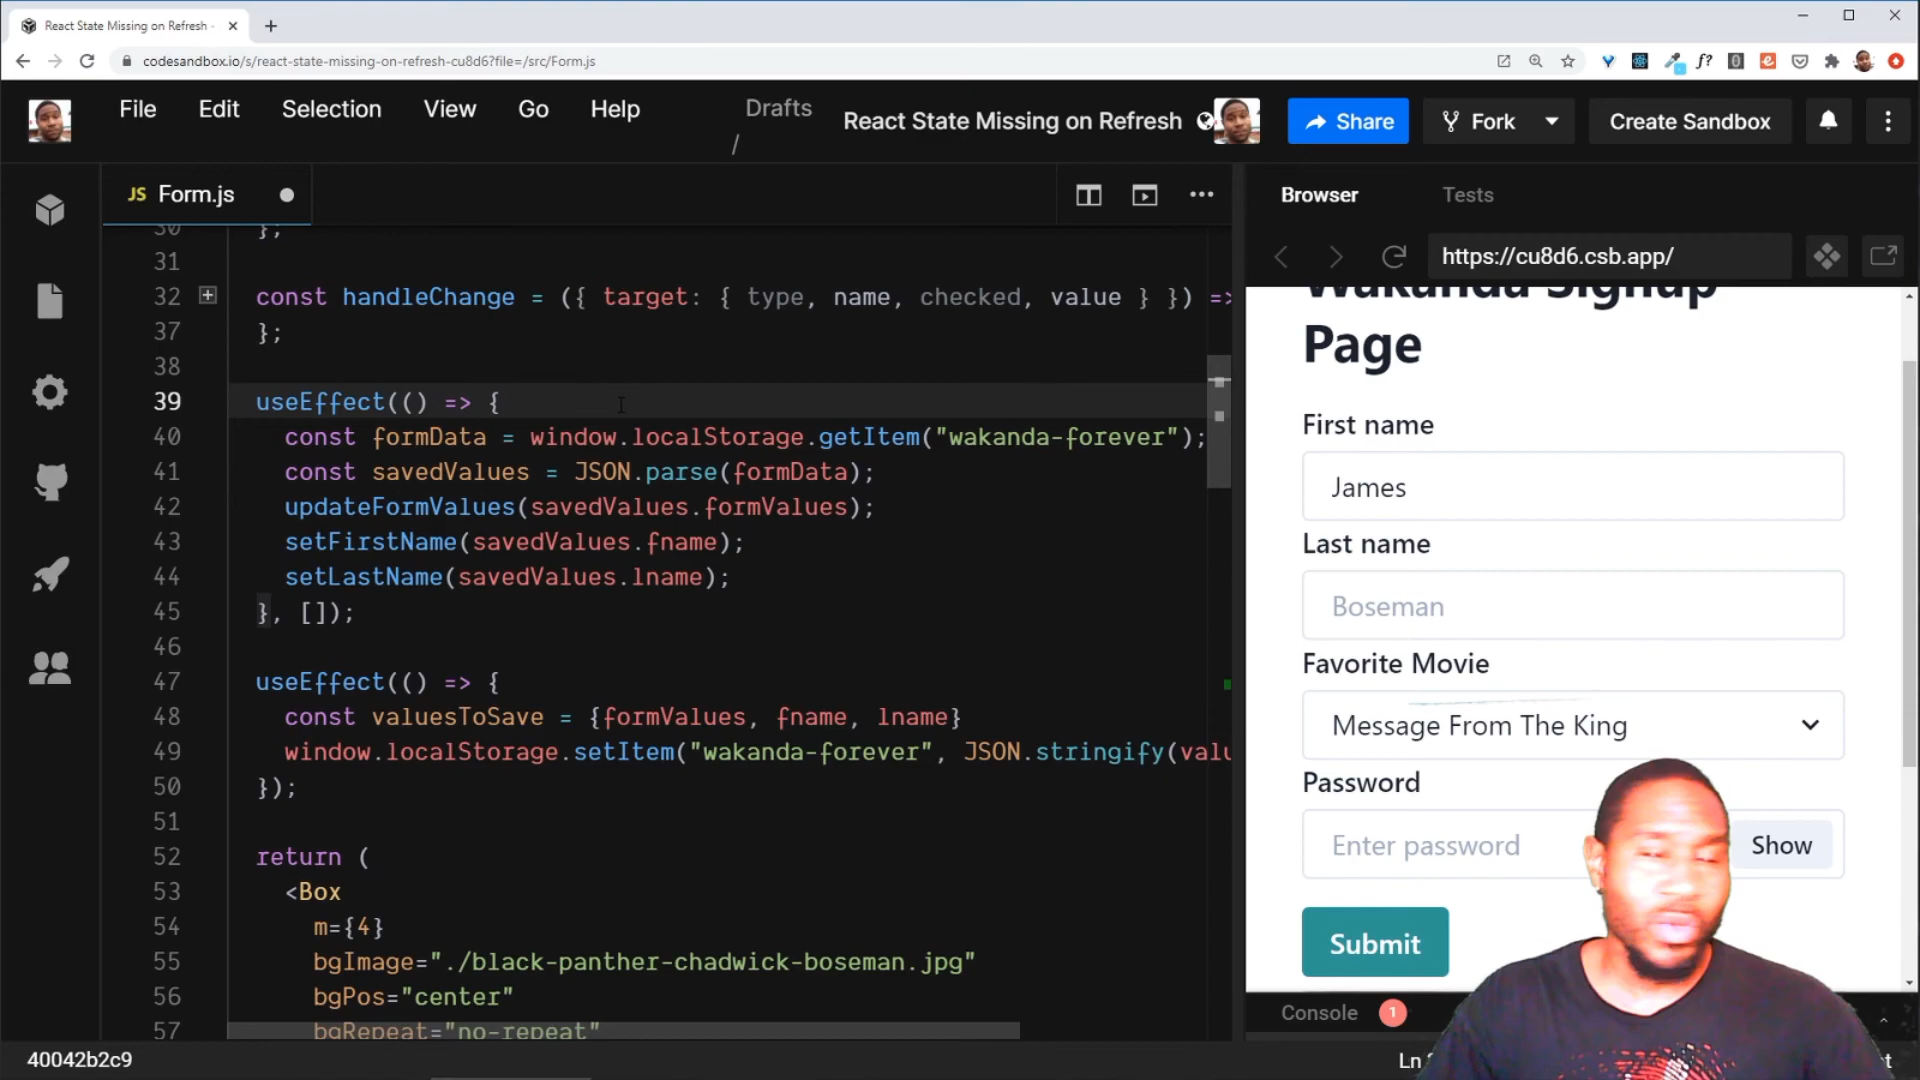 React State Missing on Refresh -
codesandbox.io/s/react-state-missing-on-refresh-cu8d6?file=/src/Form.js
File Edit Selection View Go Help
Drafts
/
React State Missing on Refresh
Share
Fork
Create Sandbox
JS Form.js
Browser
Tests
https://cu8d6.csb.app/
30 };
31
32 const handleChange = ({ target: { type, name, checked, value } }) =>
37 };
38
39 useEffect(() => {
40 const formData = window.localStorage.getItem("wakanda-forever");
41 const savedValues = JSON.parse(formData);
42 updateFormValues(savedValues.formValues);
43 setFirstName(savedValues.fname);
44 setLastName(savedValues.lname);
45 }, []);
46
47 useEffect(() => {
48 const valuesToSave = {formValues, fname, lname}
49 window.localStorage.setItem("wakanda-forever", JSON.stringify(valu
50 });
51
52 return (
53 <Box
54 m={4}
55 bgImage="./black-panther-chadwick-boseman.jpg"
56 bgPos="center"
57 bgRepeat="no-repeat"
Wakanda Signup
Page
First name
James
Last name
Boseman
Favorite Movie
Message From The King
Password
Enter password
Show
Submit
Console 1
40042b2c9
Ln